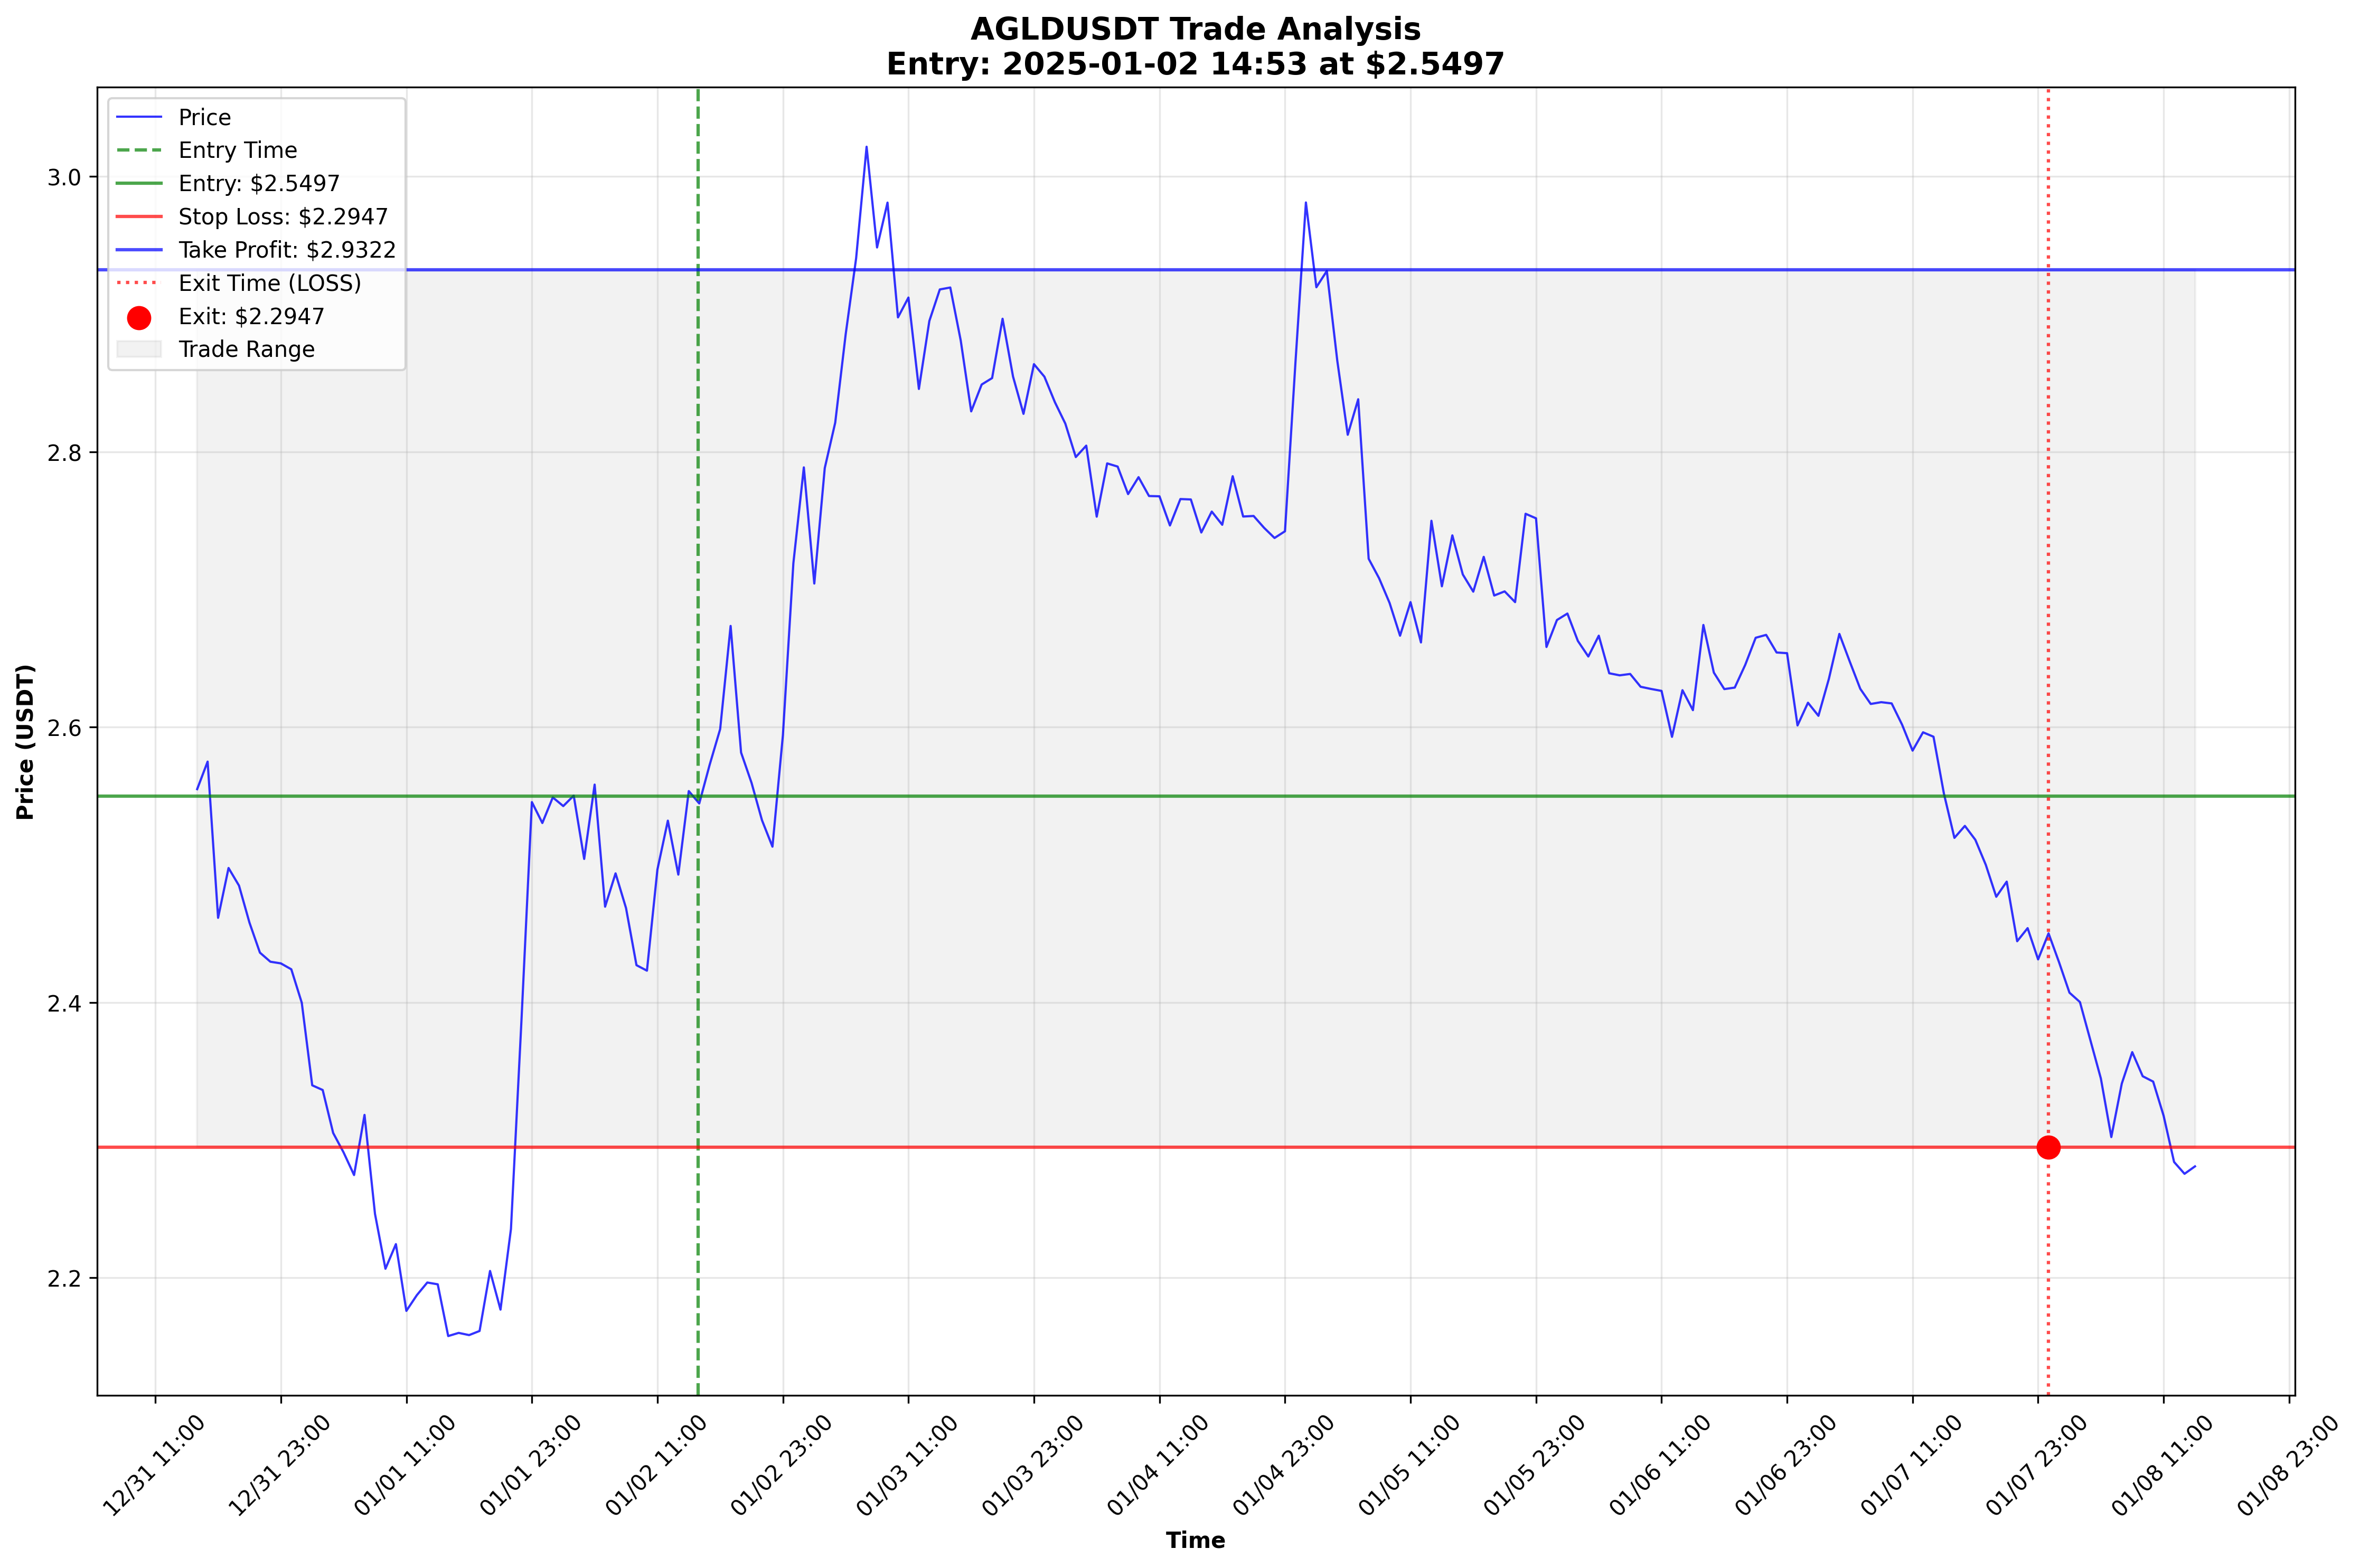 AGLDUSDT Trade Analysis
Entry: 2025-01-02 14:53 at $2.5497
Price
Entry Time
Entry: $2.5497
Stop Loss: $2.2947
Take Profit: $2.9322
Exit Time (LOSS)
Exit: $2.2947
Trade Range
Price (USDT)
3.0
2.8
2.6
2.4
2.2
12/31 11:00
12/31 23:00
01/01 11:00
01/01 23:00
01/02 11:00
01/02 23:00
01/03 11:00
01/03 23:00
01/04 11:00
01/04 23:00
01/05 11:00
01/05 23:00
01/06 11:00
01/06 23:00
01/07 11:00
01/07 23:00
01/08 11:00
01/08 23:00
Time